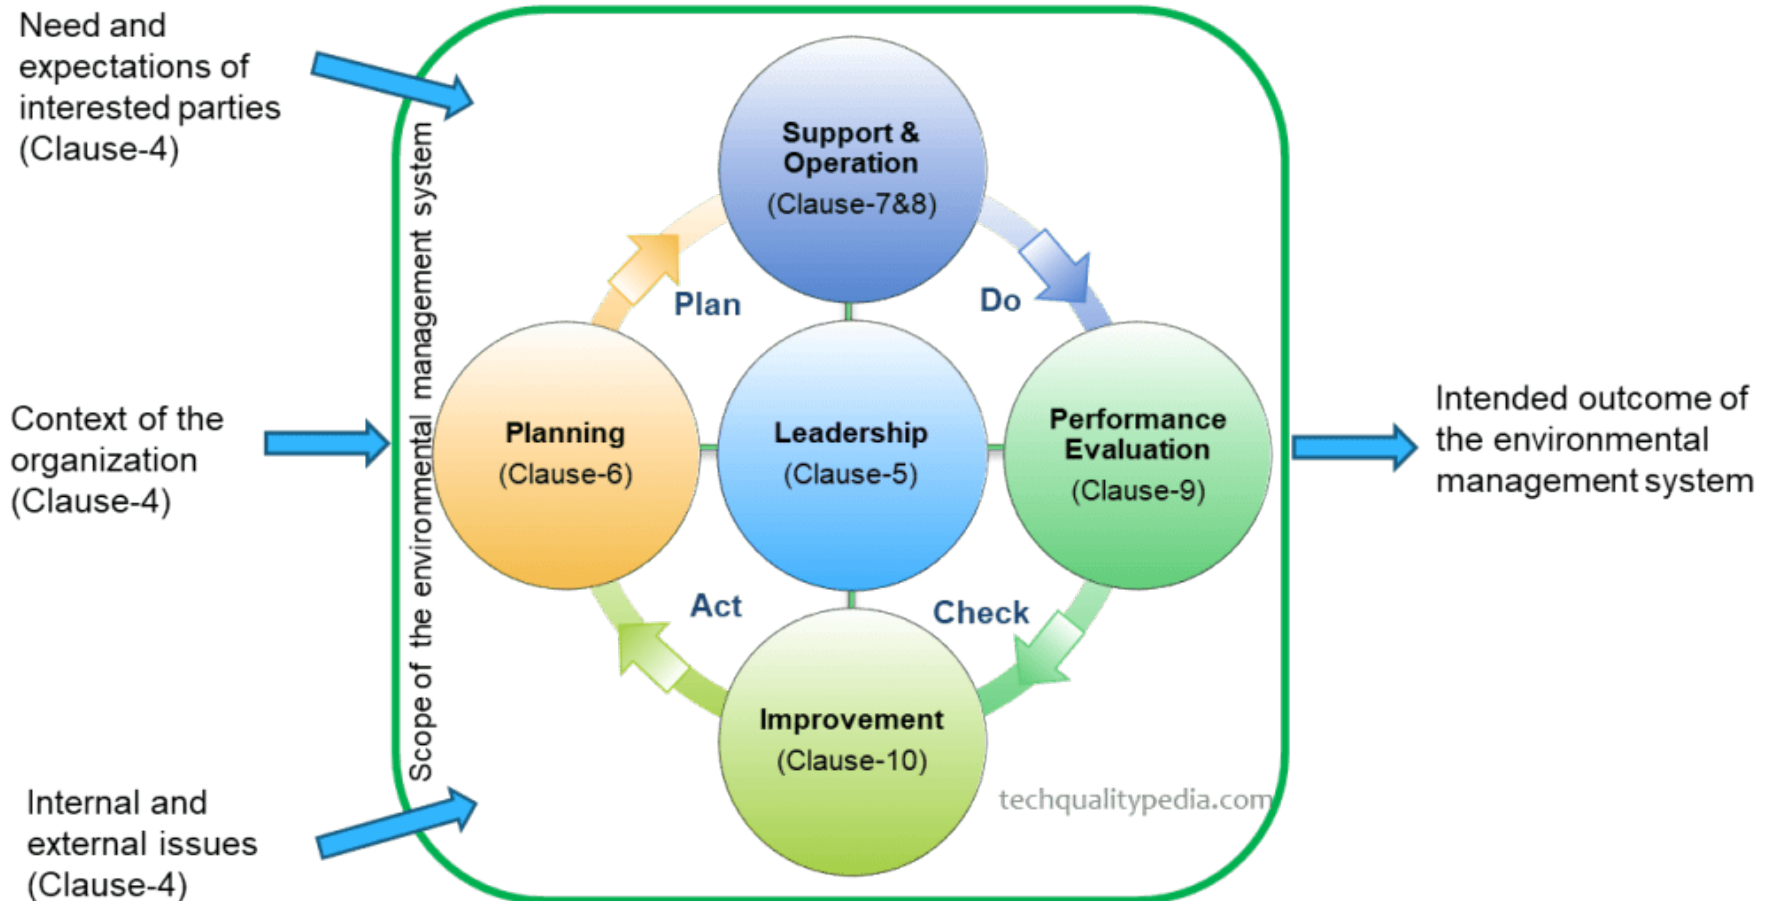 Need and
expectations of
interested parties
(Clause-4)
Context of the
organization
(Clause-4)
Internal and
external issues
(Clause-4)
Scope of the environmental management system
Support &
Operation
(Clause-7&8)
Plan
Do
Planning
(Clause-6)
Leadership
(Clause-5)
Performance
Evaluation
(Clause-9)
Act
Check
Improvement
(Clause-10)
techqualitypedia.com
Intended outcome of
the environmental
management system